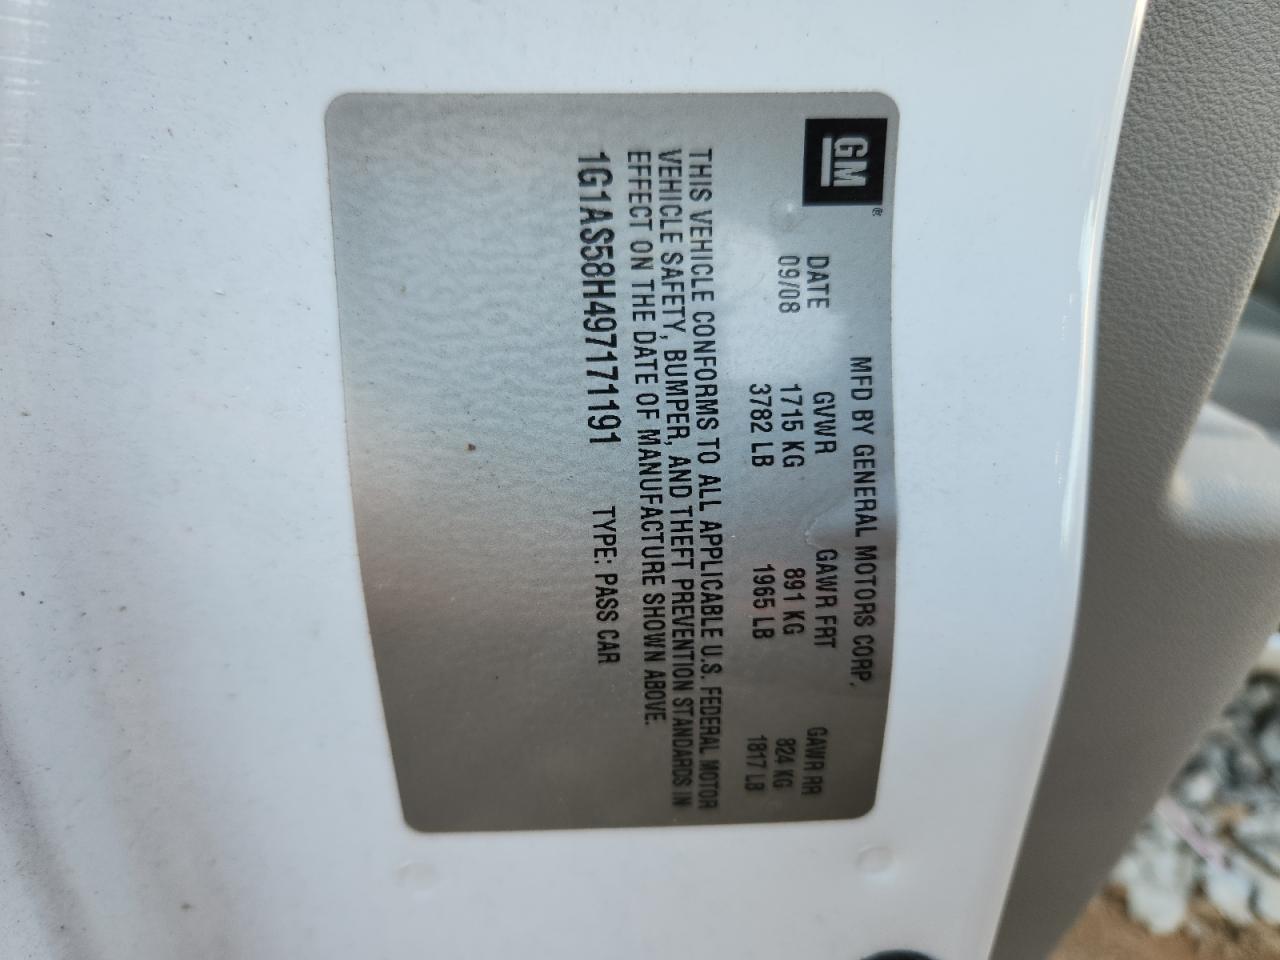 GM®
MFD BY GENERAL MOTORS CORP.
DATE GVWR GAWR FRT GAWR RR
09/08 1715 KG 891 KG 824 KG
3782 LB 1965 LB 1817 LB
THIS VEHICLE CONFORMS TO ALL APPLICABLE U.S. FEDERAL MOTOR
VEHICLE SAFETY, BUMPER, AND THEFT PREVENTION STANDARDS IN
EFFECT ON THE DATE OF MANUFACTURE SHOWN ABOVE.
1G1AS58H497171191 TYPE: PASS CAR